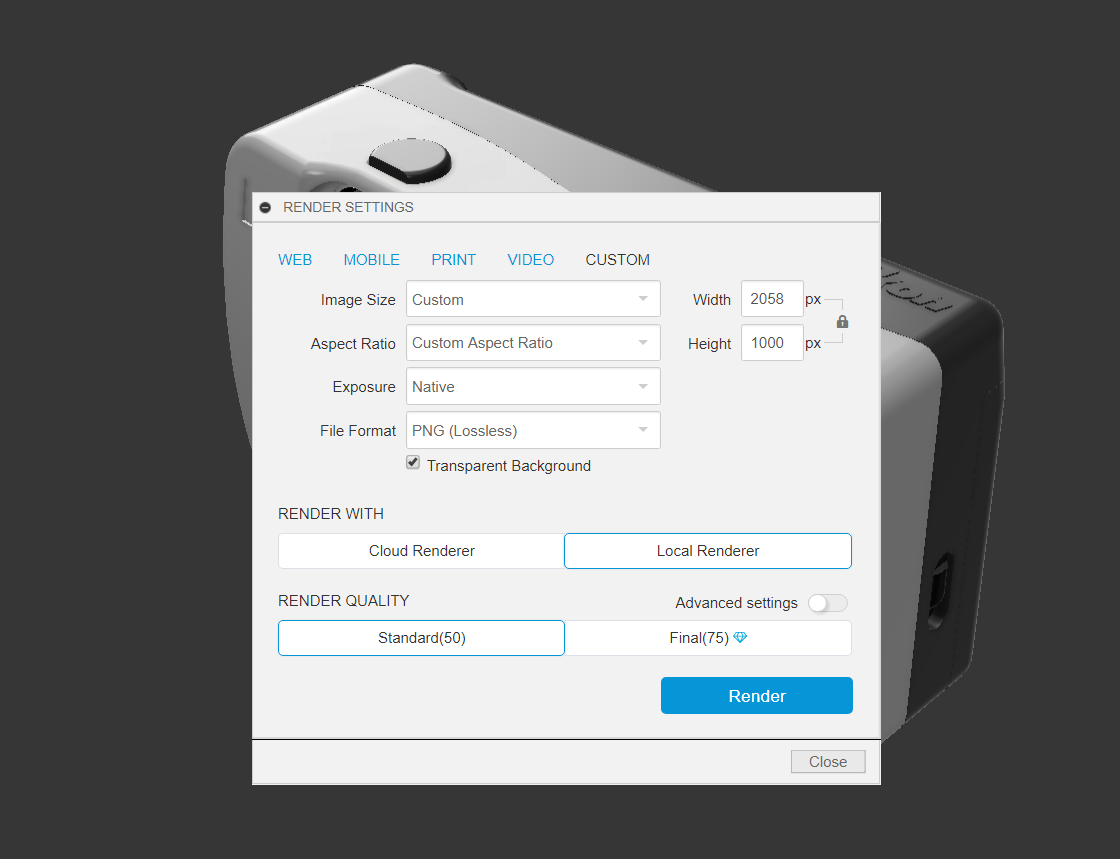 RENDER SETTINGS
WEB MOBILE PRINT VIDEO CUSTOM
Image Size Custom Width 2058 px
Aspect Ratio Custom Aspect Ratio Height 1000 px
Exposure Native
File Format PNG (Lossless)
Transparent Background
RENDER WITH
Cloud Renderer Local Renderer
RENDER QUALITY Advanced settings
Standard(50) Final(75)
Render
Close